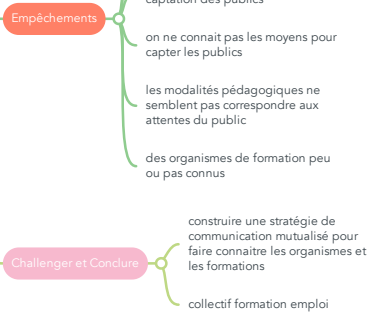 captation des publics
Empêchements
on ne connait pas les moyens pour
capter les publics
les modalités pédagogiques ne
semblent pas correspondre aux
attentes du public
des organismes de formation peu
ou pas connus
construire une stratégie de
communication mutualisé pour
faire connaitre les organismes et
les formations
Challenger et Conclure
collectif formation emploi